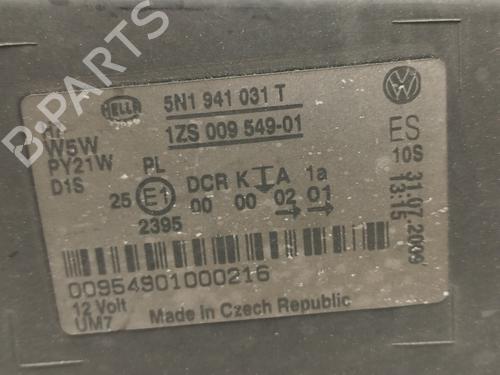 B-PARTS
HELLA
5N1 941 031 T
1ZS 009 549-01
H7
W5W
PY21W
D1S
ES
10S
31.07.2009
13:15
PL
25 E1
2395
DCR K A 1a
00 00 02 01
00954901000216
12 Volt
UM7
Made in Czech Republic